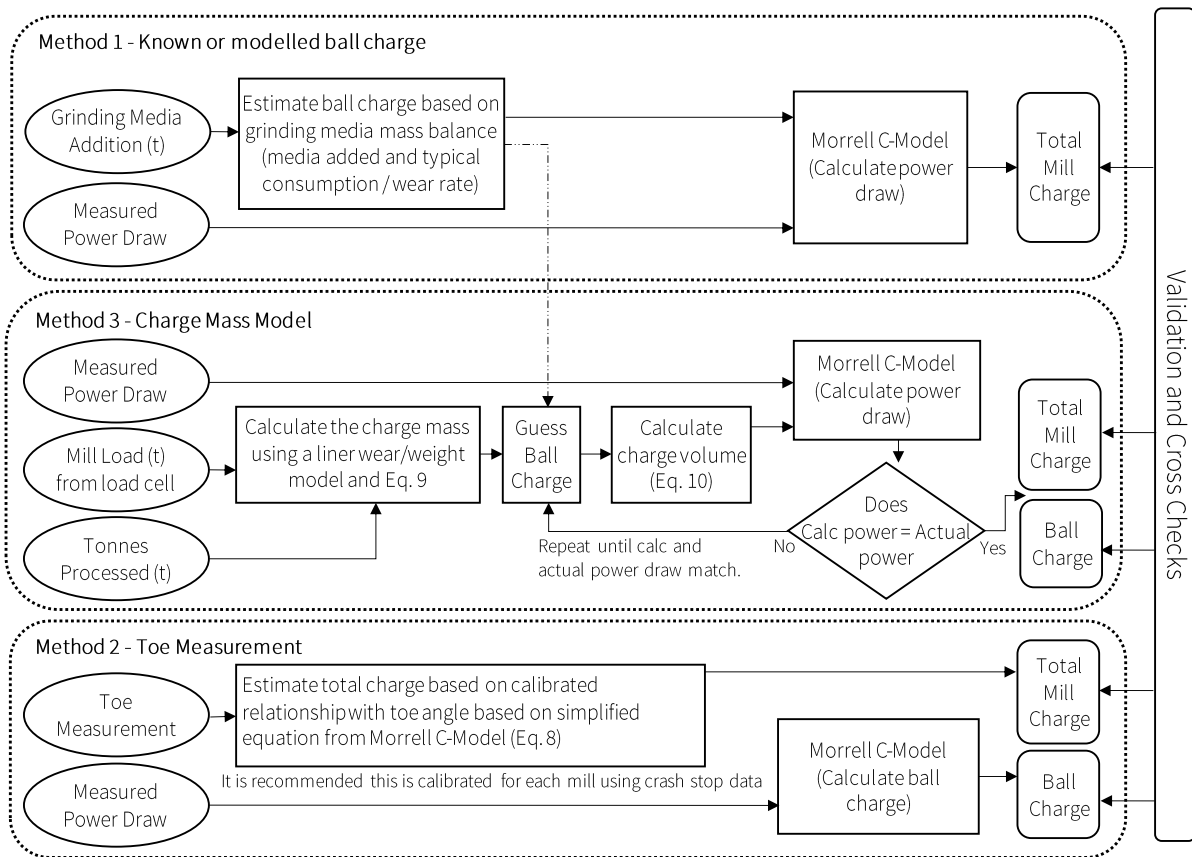 Method 1 - Known or modelled ball charge
Grinding Media
Addition (t)
Estimate ball charge based on
grinding media mass balance
(media added and typical
consumption / wear rate)
Measured
Power Draw
Morrell C-Model
(Calculate power
draw)
Total
Mill
Charge
Method 3 - Charge Mass Model
Measured
Power Draw
Mill Load (t)
from load cell
Tonnes
Processed (t)
Calculate the charge mass
using a liner wear/weight
model and Eq. 9
Guess
Ball
Charge
Calculate
charge volume
(Eq. 10)
Morrell C-Model
(Calculate power
draw)
Does
Calc power = Actual
power
No
Yes
Repeat until calc and
actual power draw match.
Total
Mill
Charge
Ball
Charge
Method 2 - Toe Measurement
Toe
Measurement
Estimate total charge based on calibrated
relationship with toe angle based on simplified
equation from Morrell C-Model (Eq. 8)
It is recommended this is calibrated for each mill using crash stop data
Measured
Power Draw
Morrell C-Model
(Calculate ball
charge)
Total
Mill
Charge
Ball
Charge
Validation and Cross Checks